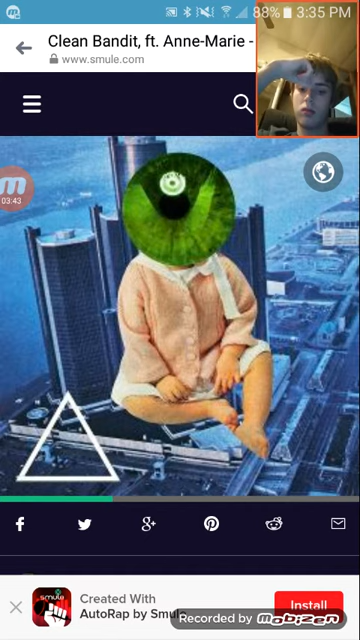 88% 3:35 PM
Clean Bandit, ft. Anne-Marie -
www.smule.com
03:43
smule
Created With
AutoRap by Smule
Install
Recorded by mobizen